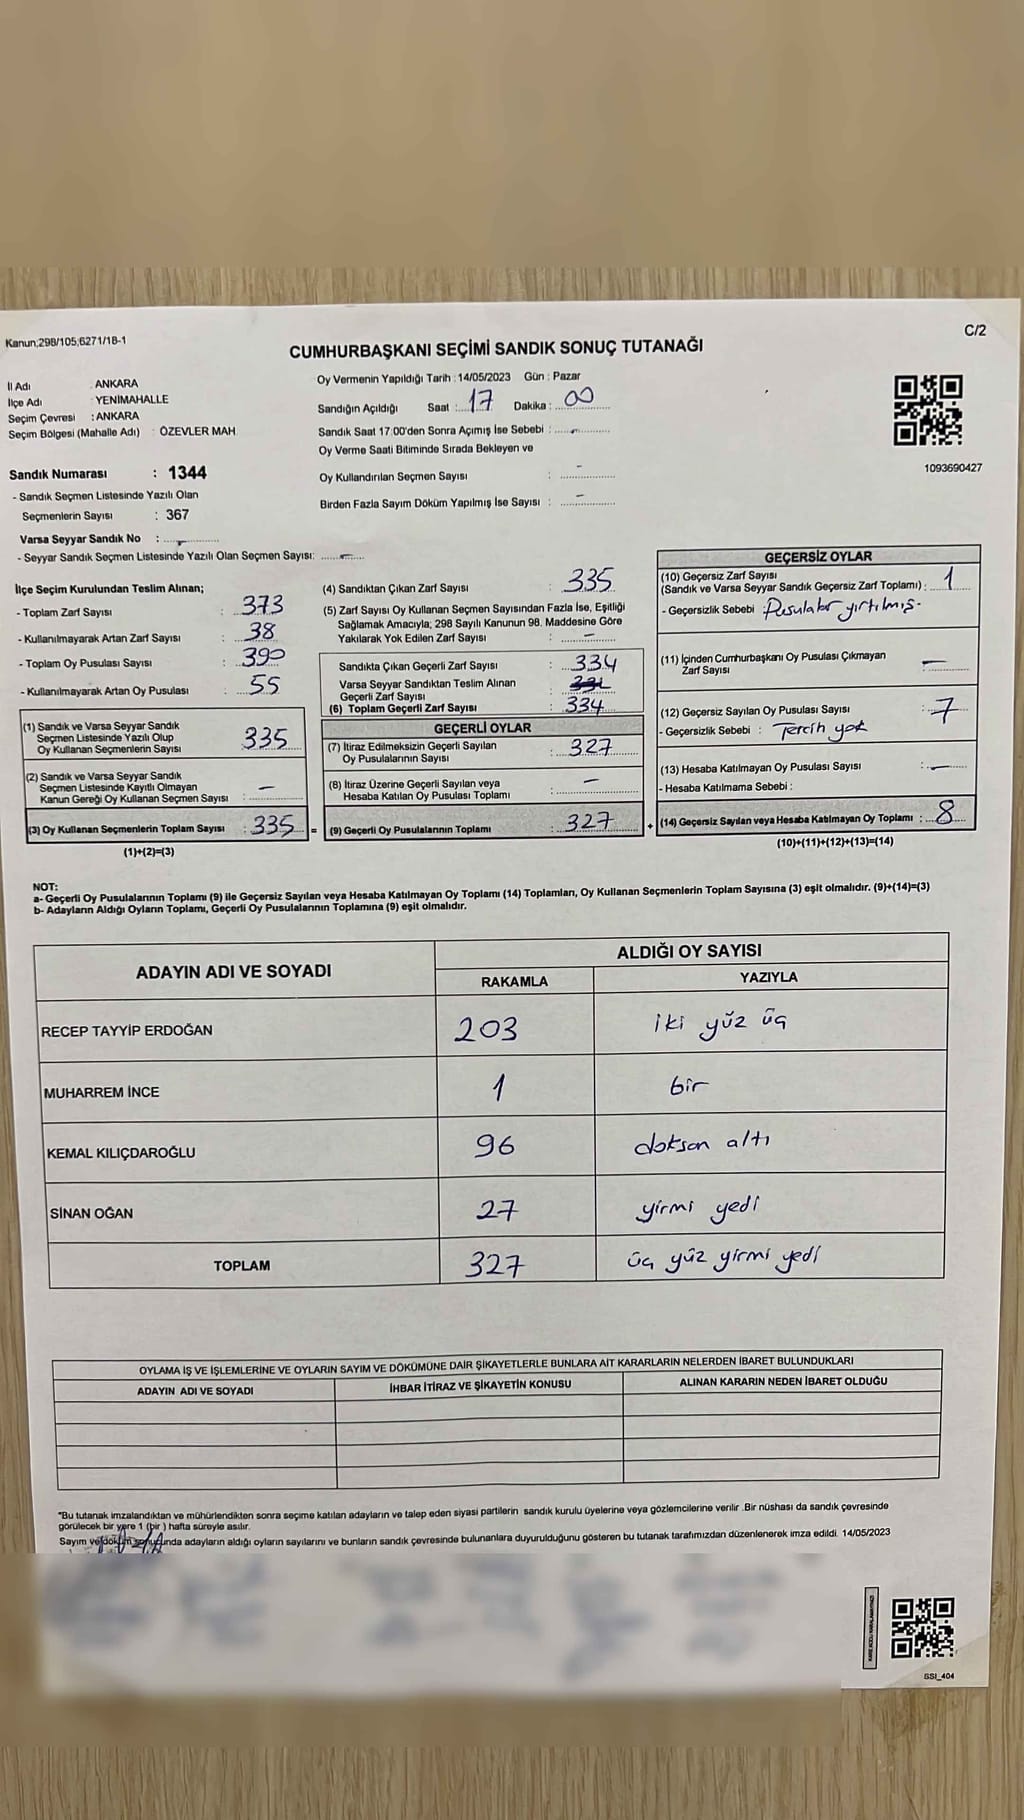 Kanun;298/105;6271/18-1
C/2
CUMHURBAŞKANI SEÇİMİ SANDIK SONUÇ TUTANAĞI
İl Adı : ANKARA
İlçe Adı : YENİMAHALLE
Seçim Çevresi : ANKARA
Seçim Bölgesi (Mahalle Adı) : ÖZEVLER MAH
Oy Vermenin Yapıldığı Tarih : 14/05/2023 Gün : Pazar
Sandığın Açıldığı Saat : 17 Dakika : 00
Sandık Saat 17:00'den Sonra Açımış İse Sebebi : -
Oy Verme Saati Bitiminde Sırada Bekleyen ve
Oy Kullandırılan Seçmen Sayısı : -
Birden Fazla Sayım Döküm Yapılmış İse Sayısı : -
1093690427
Sandık Numarası : 1344
- Sandık Seçmen Listesinde Yazılı Olan
Seçmenlerin Sayısı : 367
Varsa Seyyar Sandık No : -
- Seyyar Sandık Seçmen Listesinde Yazılı Olan Seçmen Sayısı: -
İlçe Seçim Kurulundan Teslim Alınan;
- Toplam Zarf Sayısı : 373
- Kullanılmayarak Artan Zarf Sayısı : 38
- Toplam Oy Pusulası Sayısı : 390
- Kullanılmayarak Artan Oy Pusulası : 55
(1) Sandık ve Varsa Seyyar Sandık
Seçmen Listesinde Yazılı Olup
Oy Kullanan Seçmenlerin Sayısı : 335
(2) Sandık ve Varsa Seyyar Sandık
Seçmen Listesinde Kayıtlı Olmayan
Kanun Gereği Oy Kullanan Seçmen Sayısı : -
(3) Oy Kullanan Seçmenlerin Toplam Sayısı : 335 =
(1)+(2)=(3)
(4) Sandıktan Çıkan Zarf Sayısı : 335
(5) Zarf Sayısı Oy Kullanan Seçmen Sayısından Fazla İse, Eşitliği
Sağlamak Amacıyla; 298 Sayılı Kanunun 98. Maddesine Göre
Yakılarak Yok Edilen Zarf Sayısı : -
Sandıkta Çıkan Geçerli Zarf Sayısı : 334
Varsa Seyyar Sandıktan Teslim Alınan
Geçerli Zarf Sayısı :
(6) Toplam Geçerli Zarf Sayısı : 334
GEÇERLİ OYLAR
(7) İtiraz Edilmeksizin Geçerli Sayılan
Oy Pusulalarının Sayısı : 327
(8) İtiraz Üzerine Geçerli Sayılan veya
Hesaba Katılan Oy Pusulası Toplamı : -
(9) Geçerli Oy Pusulalarının Toplamı : 327 +
GEÇERSİZ OYLAR
(10) Geçersiz Zarf Sayısı
(Sandık ve Varsa Seyyar Sandık Geçersiz Zarf Toplamı) : 1
- Geçersizlik Sebebi : Pusulalar yırtılmış.
(11) İçinden Cumhurbaşkanı Oy Pusulası Çıkmayan
Zarf Sayısı : -
(12) Geçersiz Sayılan Oy Pusulası Sayısı : 7
- Geçersizlik Sebebi : Tercih yok
(13) Hesaba Katılmayan Oy Pusulası Sayısı : -
- Hesaba Katılmama Sebebi :
(14) Geçersiz Sayılan veya Hesaba Katılmayan Oy Toplamı : 8
(10)+(11)+(12)+(13)=(14)
NOT:
a- Geçerli Oy Pusulalarının Toplamı (9) ile Geçersiz Sayılan veya Hesaba Katılmayan Oy Toplamı (14) Toplamları, Oy Kullanan Seçmenlerin Toplam Sayısına (3) eşit olmalıdır. (9)+(14)=(3)
b- Adayların Aldığı Oyların Toplamı, Geçerli Oy Pusulalarının Toplamına (9) eşit olmalıdır.
ADAYIN ADI VE SOYADI
ALDIĞI OY SAYISI
RAKAMLA YAZIYLA
RECEP TAYYİP ERDOĞAN 203 iki yüz üç
MUHARREM İNCE 1 bir
KEMAL KILIÇDAROĞLU 96 doksan altı
SİNAN OĞAN 27 yirmi yedi
TOPLAM 327 üç yüz yirmi yedi
OYLAMA İŞ VE İŞLEMLERİNE VE OYLARIN SAYIM VE DÖKÜMÜNE DAİR ŞİKAYETLERLE BUNLARA AİT KARARLARIN NELERDEN İBARET BULUNDUKLARI
ADAYIN ADI VE SOYADI İHBAR İTİRAZ VE ŞİKAYETİN KONUSU ALINAN KARARIN NEDEN İBARET OLDUĞU
*Bu tutanak imzalandıktan ve mühürlendikten sonra seçime katılan adayların ve talep eden siyasi partilerin sandık kurulu üyelerine veya gözlemcilerine verilir .Bir nüshası da sandık çevresinde
görülecek bir yere 1 (bir ) hafta süreyle asılır.
Sayım ve döküm sonucunda adayların aldığı oyların sayılarını ve bunların sandık çevresinde bulunanlara duyurulduğunu gösteren bu tutanak tarafımızdan düzenlenerek imza edildi. 14/05/2023
SSI_404